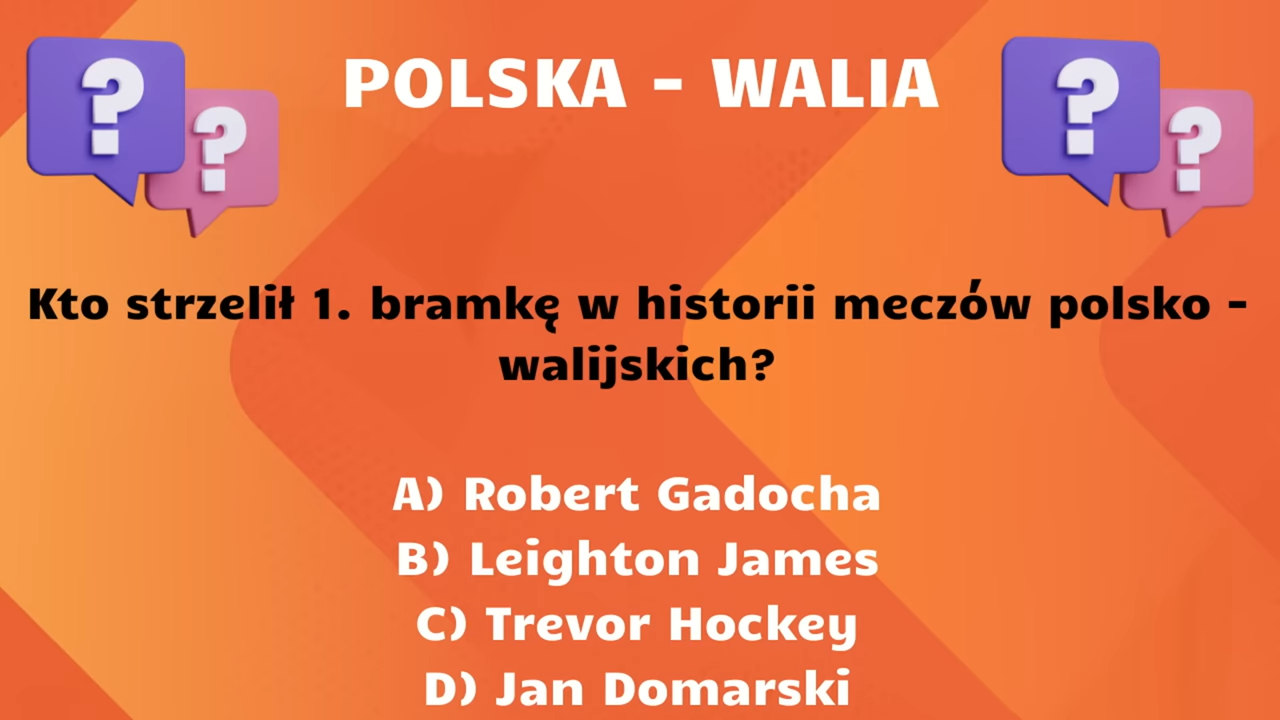 POLSKA - WALIA
? ?
? ?
Kto strzelił 1. bramkę w historii meczów polsko -
walijskich?
A) Robert Gadocha
B) Leighton James
C) Trevor Hockey
D) Jan Domarski